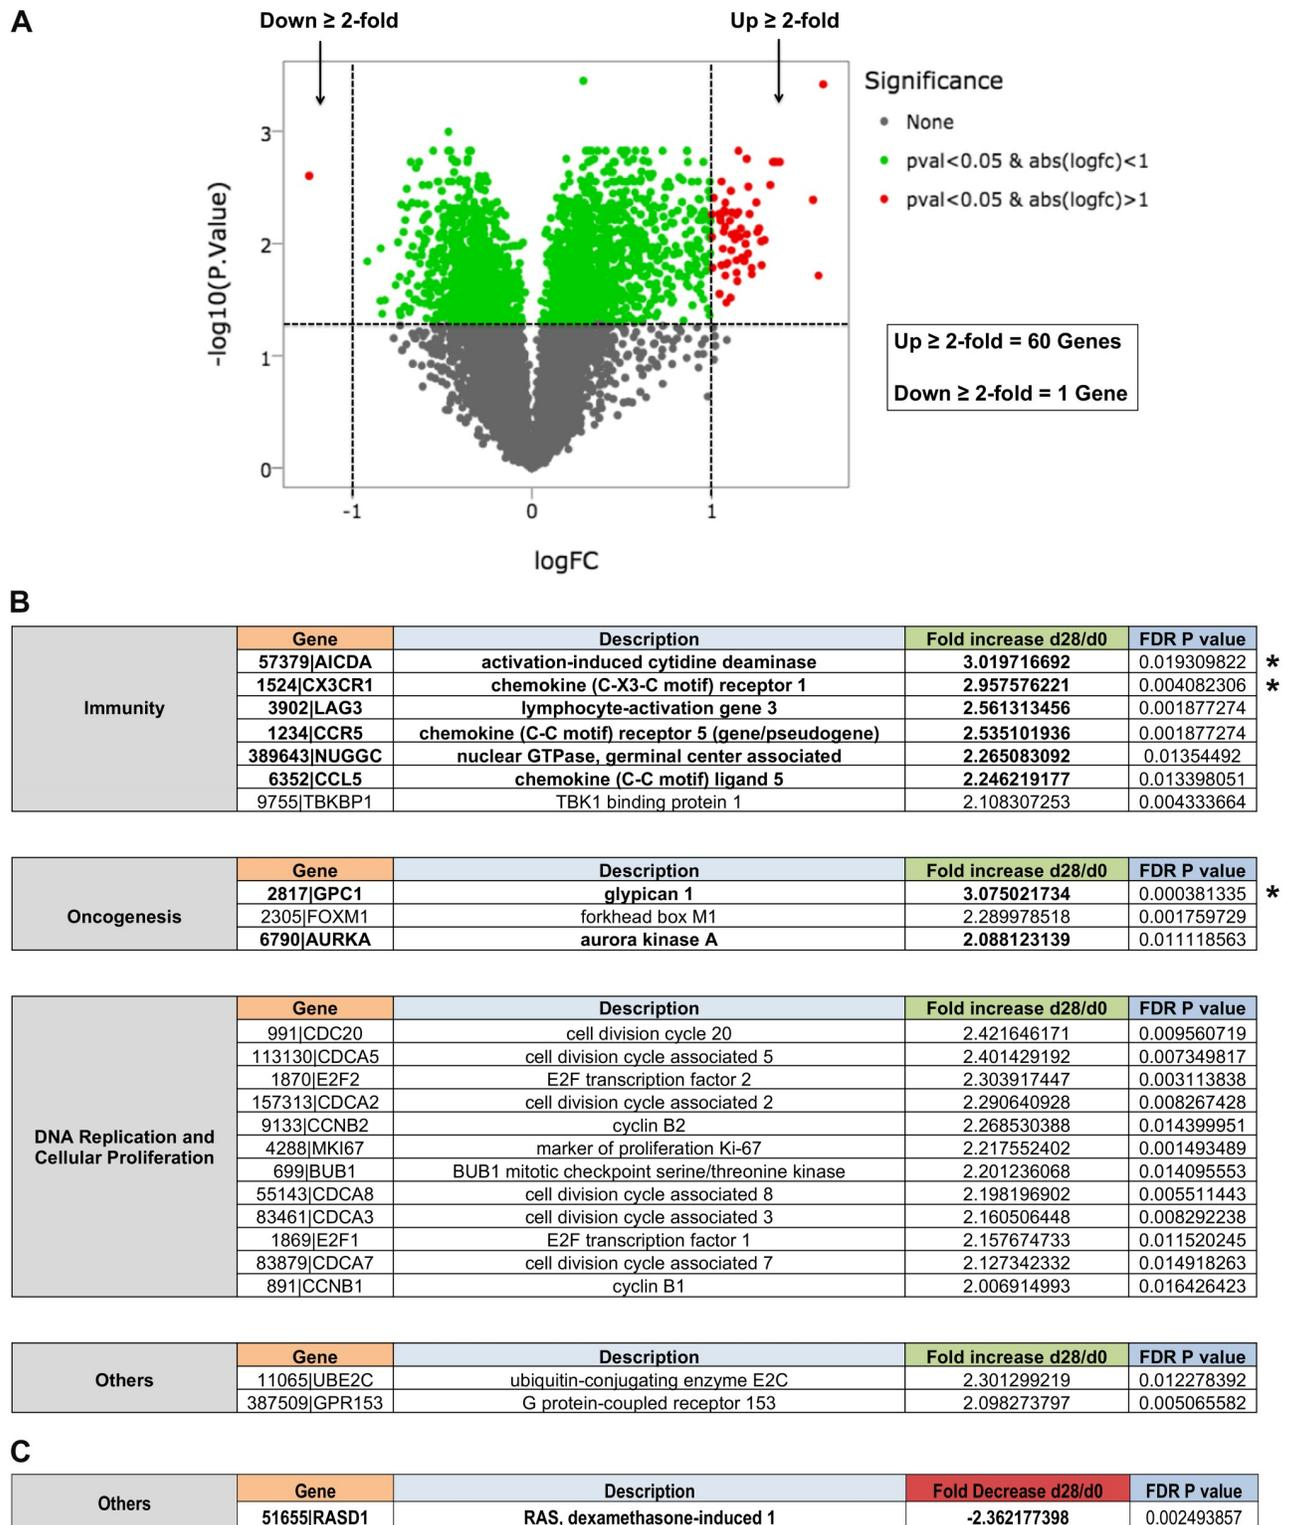 A
Down ≥ 2-fold
Up ≥ 2-fold
Significance
None
pval<0.05 & abs(logfc)<1
pval<0.05 & abs(logfc)>1
-log10(P.Value)
3
2
1
0
-1 0 1
logFC
Up ≥ 2-fold = 60 Genes
Down ≥ 2-fold = 1 Gene
B
Immunity
Gene Description Fold increase d28/d0 FDR P value
57379|AICDA activation-induced cytidine deaminase 3.019716692 0.019309822 *
1524|CX3CR1 chemokine (C-X3-C motif) receptor 1 2.957576221 0.004082306 *
3902|LAG3 lymphocyte-activation gene 3 2.561313456 0.001877274
1234|CCR5 chemokine (C-C motif) receptor 5 (gene/pseudogene) 2.535101936 0.001877274
389643|NUGGC nuclear GTPase, germinal center associated 2.265083092 0.01354492
6352|CCL5 chemokine (C-C motif) ligand 5 2.246219177 0.013398051
9755|TBKBP1 TBK1 binding protein 1 2.108307253 0.004333664
Oncogenesis
Gene Description Fold increase d28/d0 FDR P value
2817|GPC1 glypican 1 3.075021734 0.000381335 *
2305|FOXM1 forkhead box M1 2.289978518 0.001759729
6790|AURKA aurora kinase A 2.088123139 0.011118563
DNA Replication and
Cellular Proliferation
Gene Description Fold increase d28/d0 FDR P value
991|CDC20 cell division cycle 20 2.421646171 0.009560719
113130|CDCA5 cell division cycle associated 5 2.401429192 0.007349817
1870|E2F2 E2F transcription factor 2 2.303917447 0.003113838
157313|CDCA2 cell division cycle associated 2 2.290640928 0.008267428
9133|CCNB2 cyclin B2 2.268530388 0.014399951
4288|MKI67 marker of proliferation Ki-67 2.217552402 0.001493489
699|BUB1 BUB1 mitotic checkpoint serine/threonine kinase 2.201236068 0.014095553
55143|CDCA8 cell division cycle associated 8 2.198196902 0.005511443
83461|CDCA3 cell division cycle associated 3 2.160506448 0.008292238
1869|E2F1 E2F transcription factor 1 2.157674733 0.011520245
83879|CDCA7 cell division cycle associated 7 2.127342332 0.014918263
891|CCNB1 cyclin B1 2.006914993 0.016426423
Others
Gene Description Fold increase d28/d0 FDR P value
11065|UBE2C ubiquitin-conjugating enzyme E2C 2.301299219 0.012278392
387509|GPR153 G protein-coupled receptor 153 2.098273797 0.005065582
C
Others
Gene Description Fold Decrease d28/d0 FDR P value
51655|RASD1 RAS, dexamethasone-induced 1 -2.362177398 0.002493857